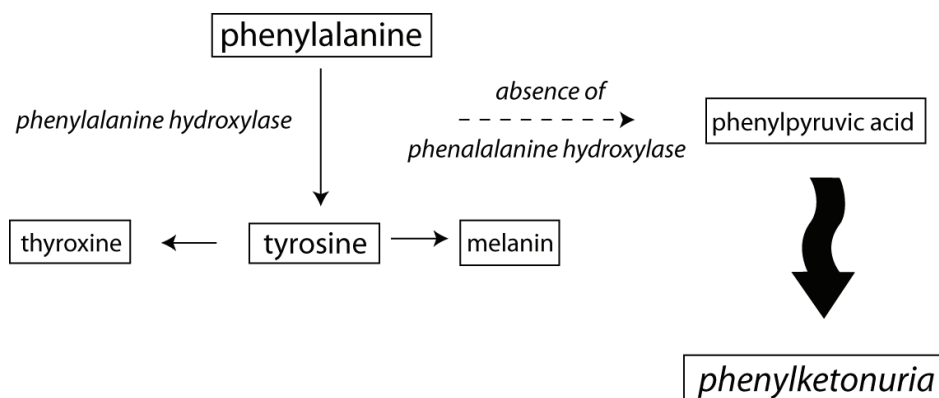 phenylalanine
phenylalanine hydroxylase
absence of
phenalalanine hydroxylase
phenylpyruvic acid
thyroxine
tyrosine
melanin
phenylketonuria